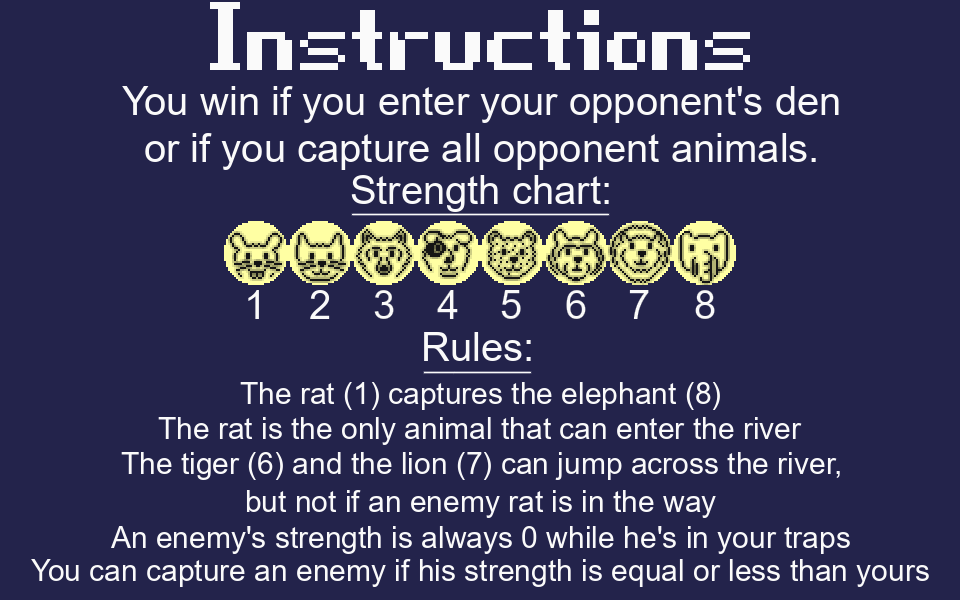 Instructions
You win if you enter your opponent's den
or if you capture all opponent animals.
Strength chart:
1 2 3 4 5 6 7 8
Rules:
The rat (1) captures the elephant (8)
The rat is the only animal that can enter the river
The tiger (6) and the lion (7) can jump across the river,
but not if an enemy rat is in the way
An enemy's strength is always 0 while he's in your traps
You can capture an enemy if his strength is equal or less than yours